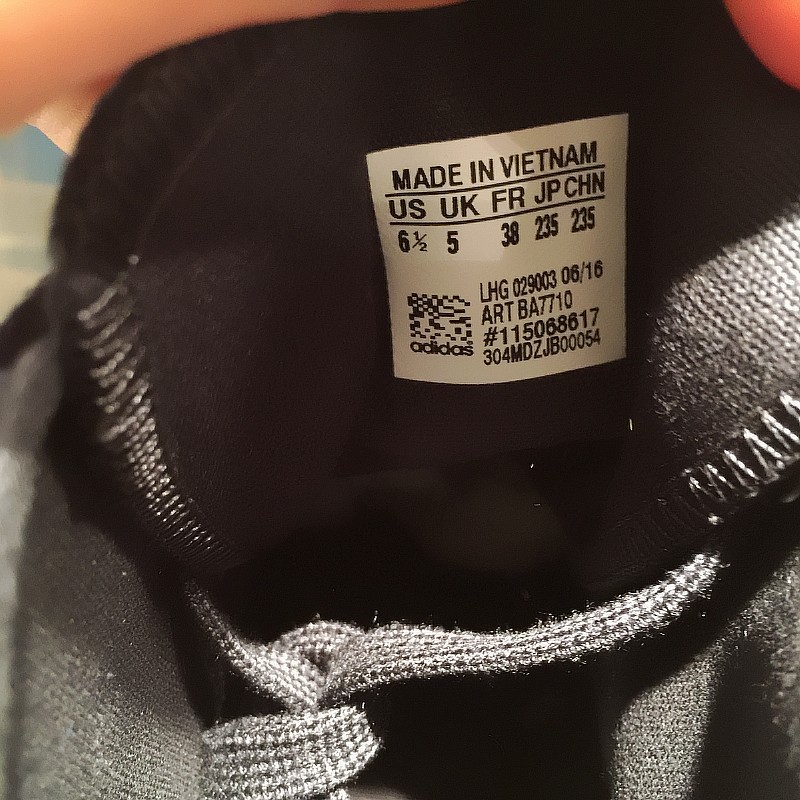 MADE IN VIETNAM
US UK FR JP CHN
6½ 5 38 235 235
LHG 029003 06/16
ART BA7710
#115068617
304MDZJB00054
adidas